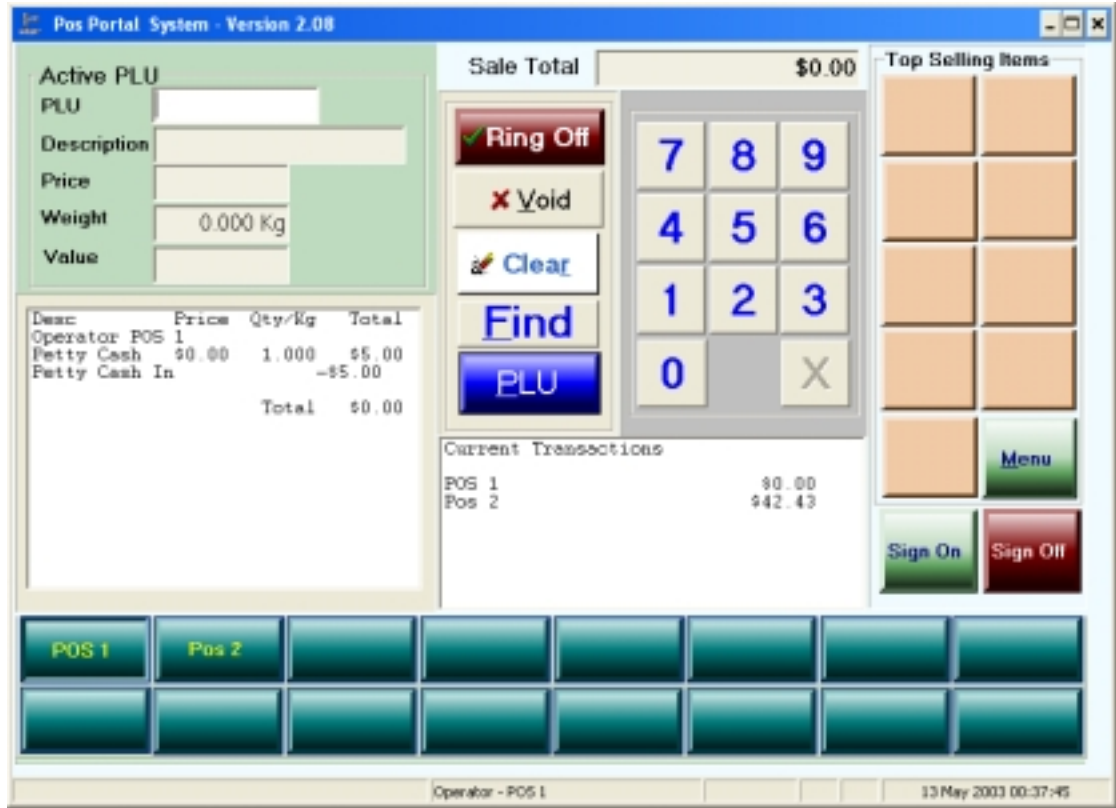 Pos Portal System - Version 2.08
Active PLU
PLU
Description
Price
Weight 0.000 Kg
Value
Sale Total $0.00
Ring Off
Void
Clear
Find
PLU
7 8 9
4 5 6
1 2 3
0 X
Top Selling Items
Menu
Sign On Sign Off
Desc Price Qty/Kg Total
Operator POS 1
Petty Cash $0.00 1.000 $5.00
Petty Cash In -$5.00
Total $0.00
Current Transactions
POS 1 $0.00
Pos 2 $42.43
POS 1 Pos 2
Operator - POS 1 13 May 2003 00:37:45